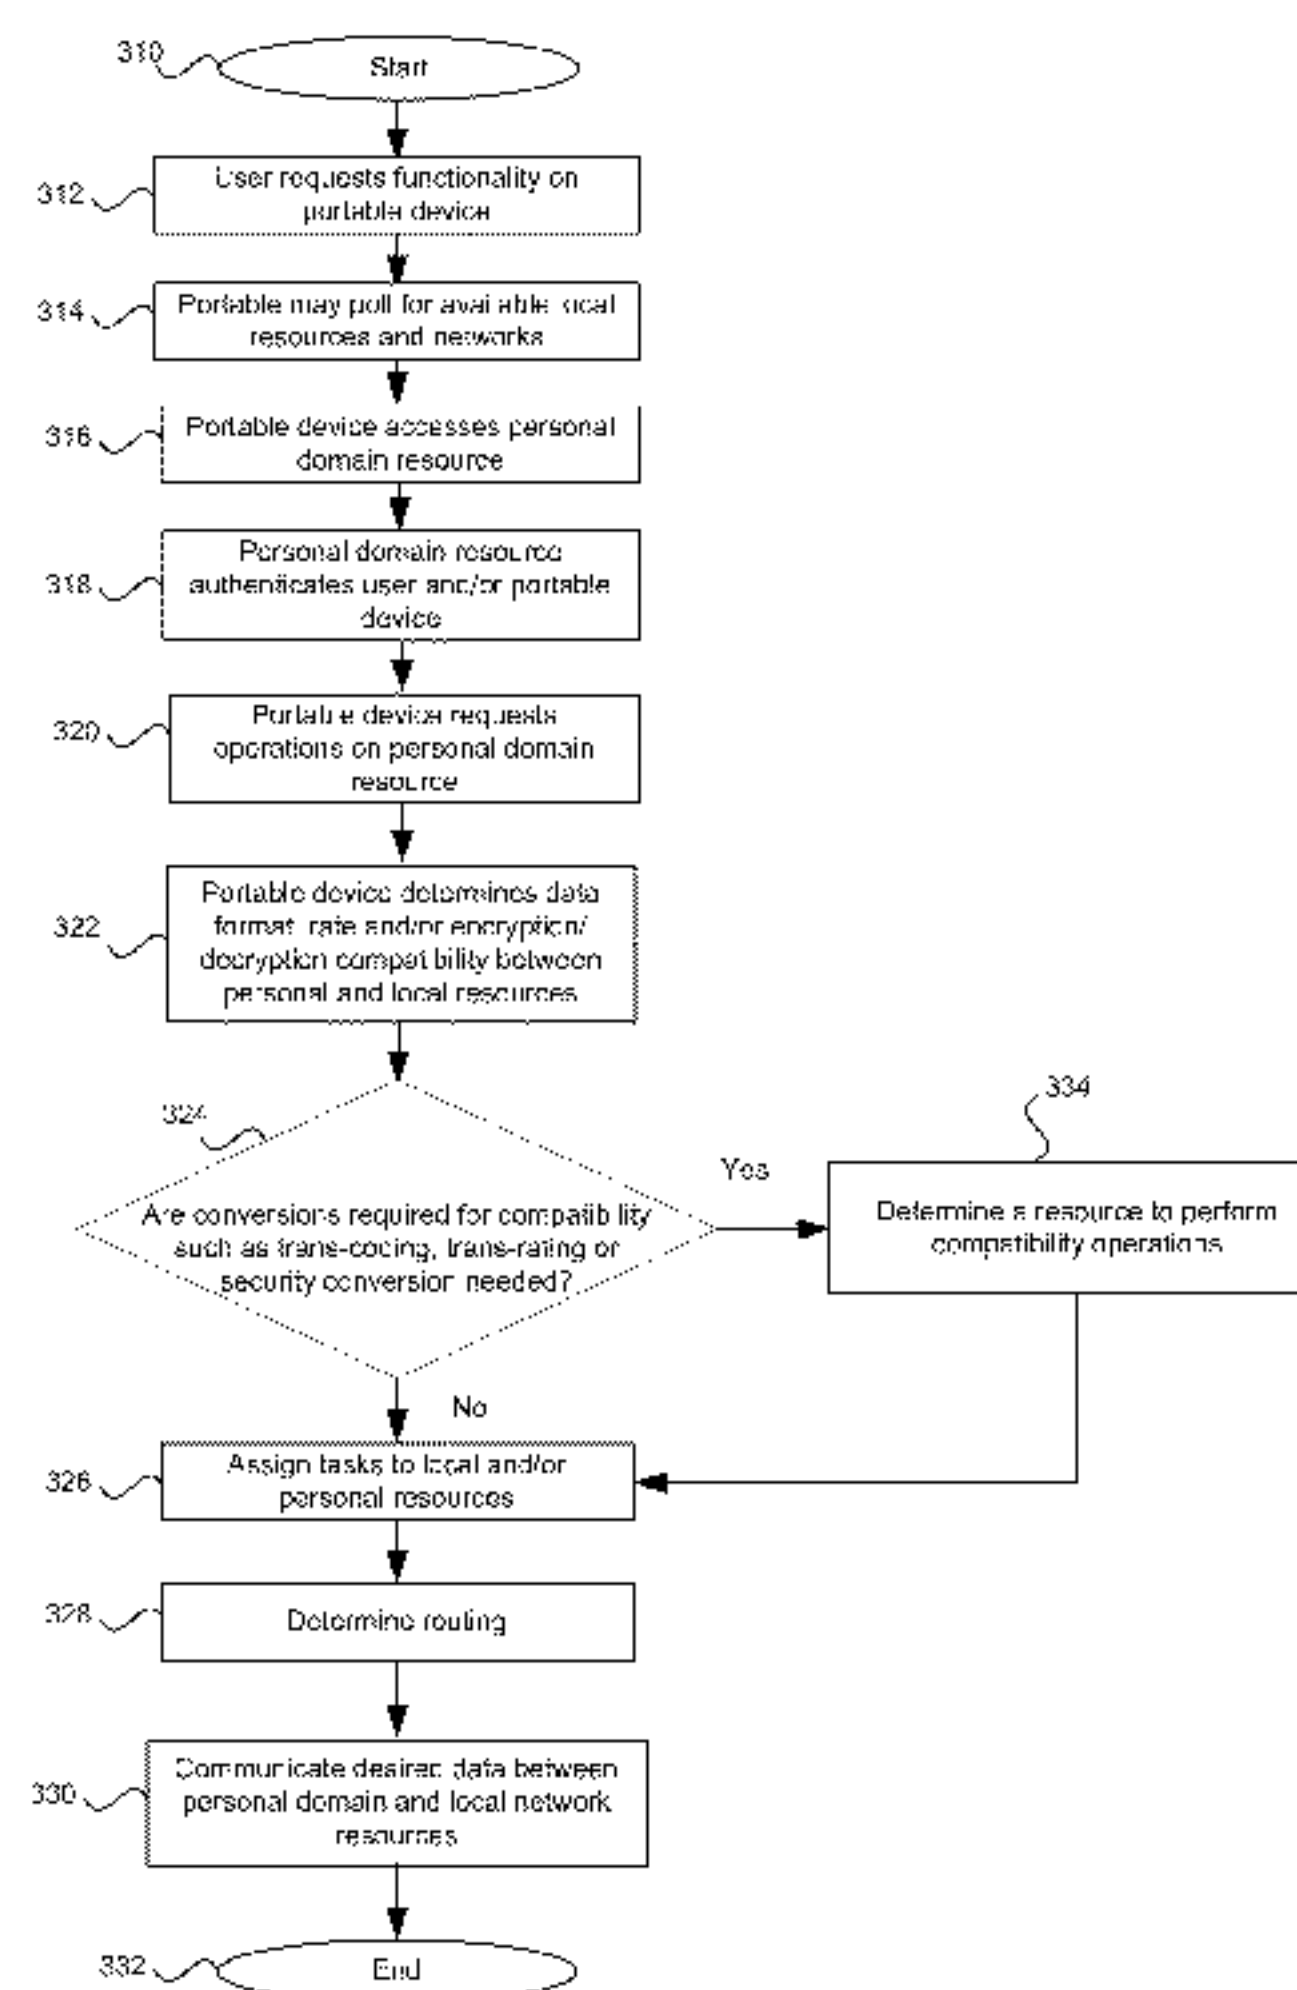 310
Start
312
User requests functionality on
portable device
314
Portable may poll for available local
resources and networks
316
Portable device accesses personal
domain resource
318
Personal domain resource
authenticates user and/or portable
device
320
Portable device requests
operations on personal domain
resource
322
Portable device determines data
format, rate and/or encryption/
decryption compatibility between
personal and local resources
324
Are conversions required for compatibility
such as trans-coding, trans-rating or
security conversion needed?
Yes
334
Determine a resource to perform
compatibility operations
No
326
Assign tasks to local and/or
personal resources
328
Determine routing
330
Communicate desired data between
personal domain and local network
resources
332
End